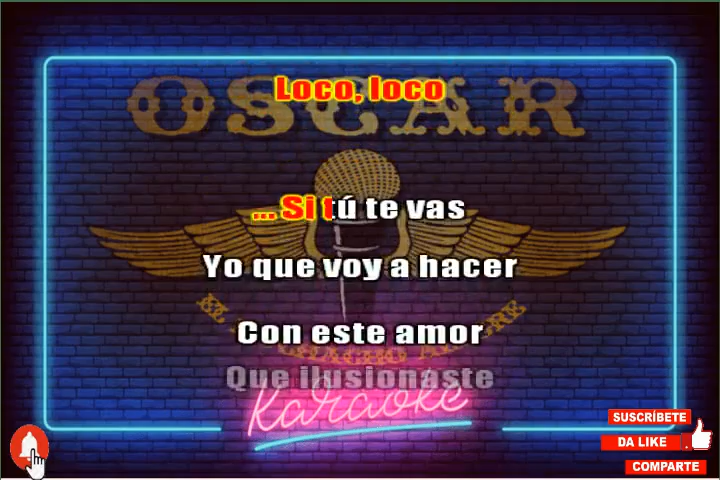 OSCAR
Loco, loco
... Si tú te vas
Yo que voy a hacer
Con este amor
Que ilusionaste
Karaoke
SUSCRÍBETE
DA LIKE
COMPARTE